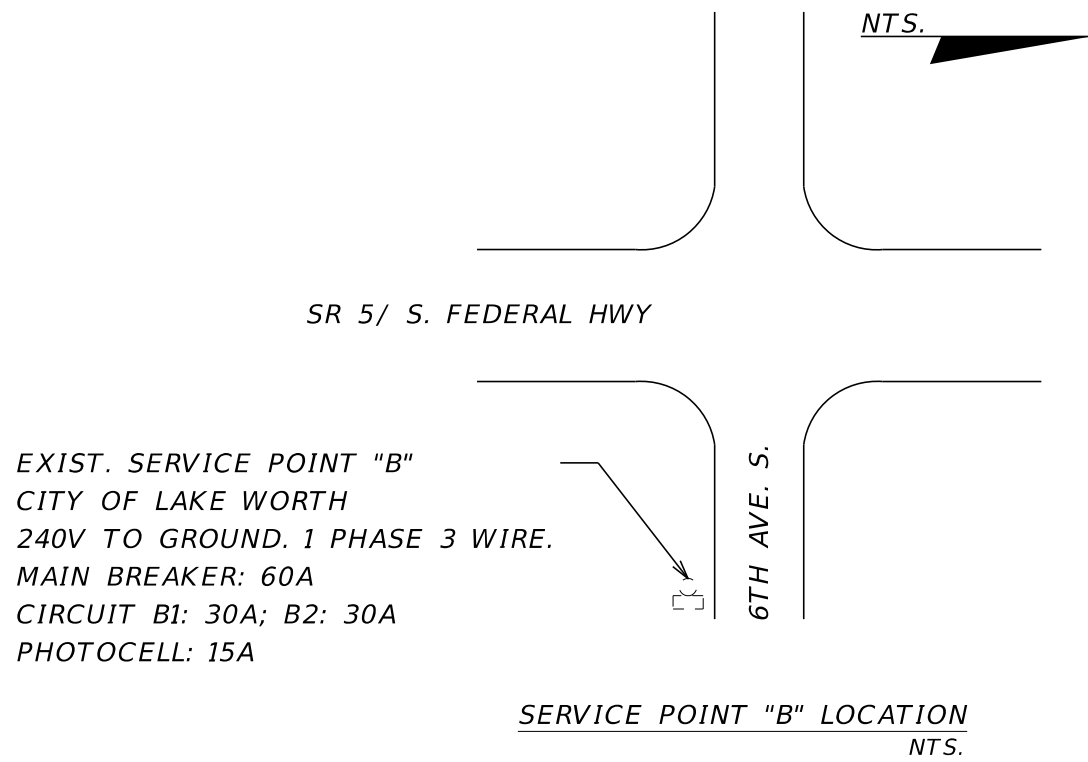 NTS.
SR 5/ S. FEDERAL HWY
EXIST. SERVICE POINT "B"
CITY OF LAKE WORTH
240V TO GROUND. 1 PHASE 3 WIRE.
MAIN BREAKER: 60A
CIRCUIT B1: 30A; B2: 30A
PHOTOCELL: 15A
6TH AVE. S.
SERVICE POINT "B" LOCATION
NTS.